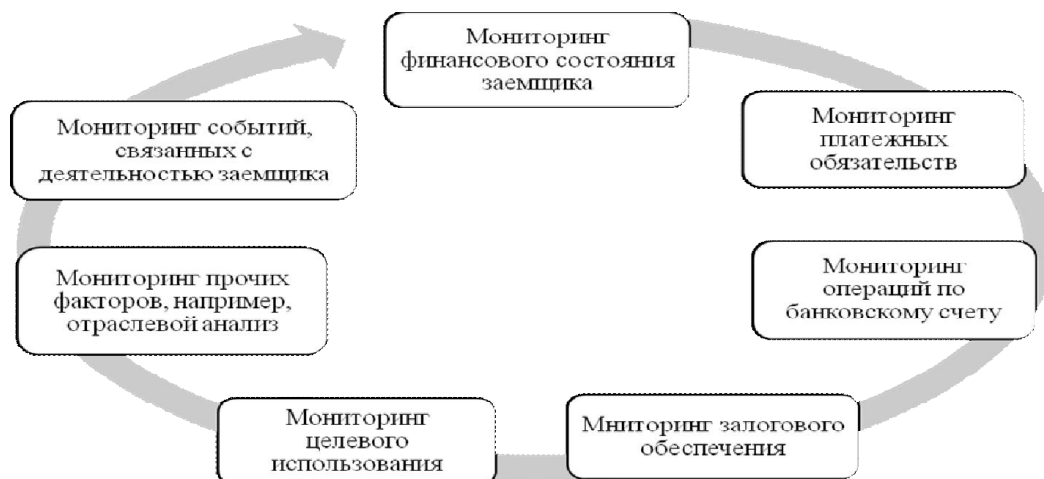 Мониторинг
финансового состояния
заемщика
Мониторинг
платежных
обязательств
Мониторинг
операций по
банковскому счету
Мниторинг залогового
обеспечения
Мониторинг
целевого
использования
Мониторинг прочих
факторов, например,
отраслевой анализ
Мониторинг событий,
связанных с
деятельностью заемщика